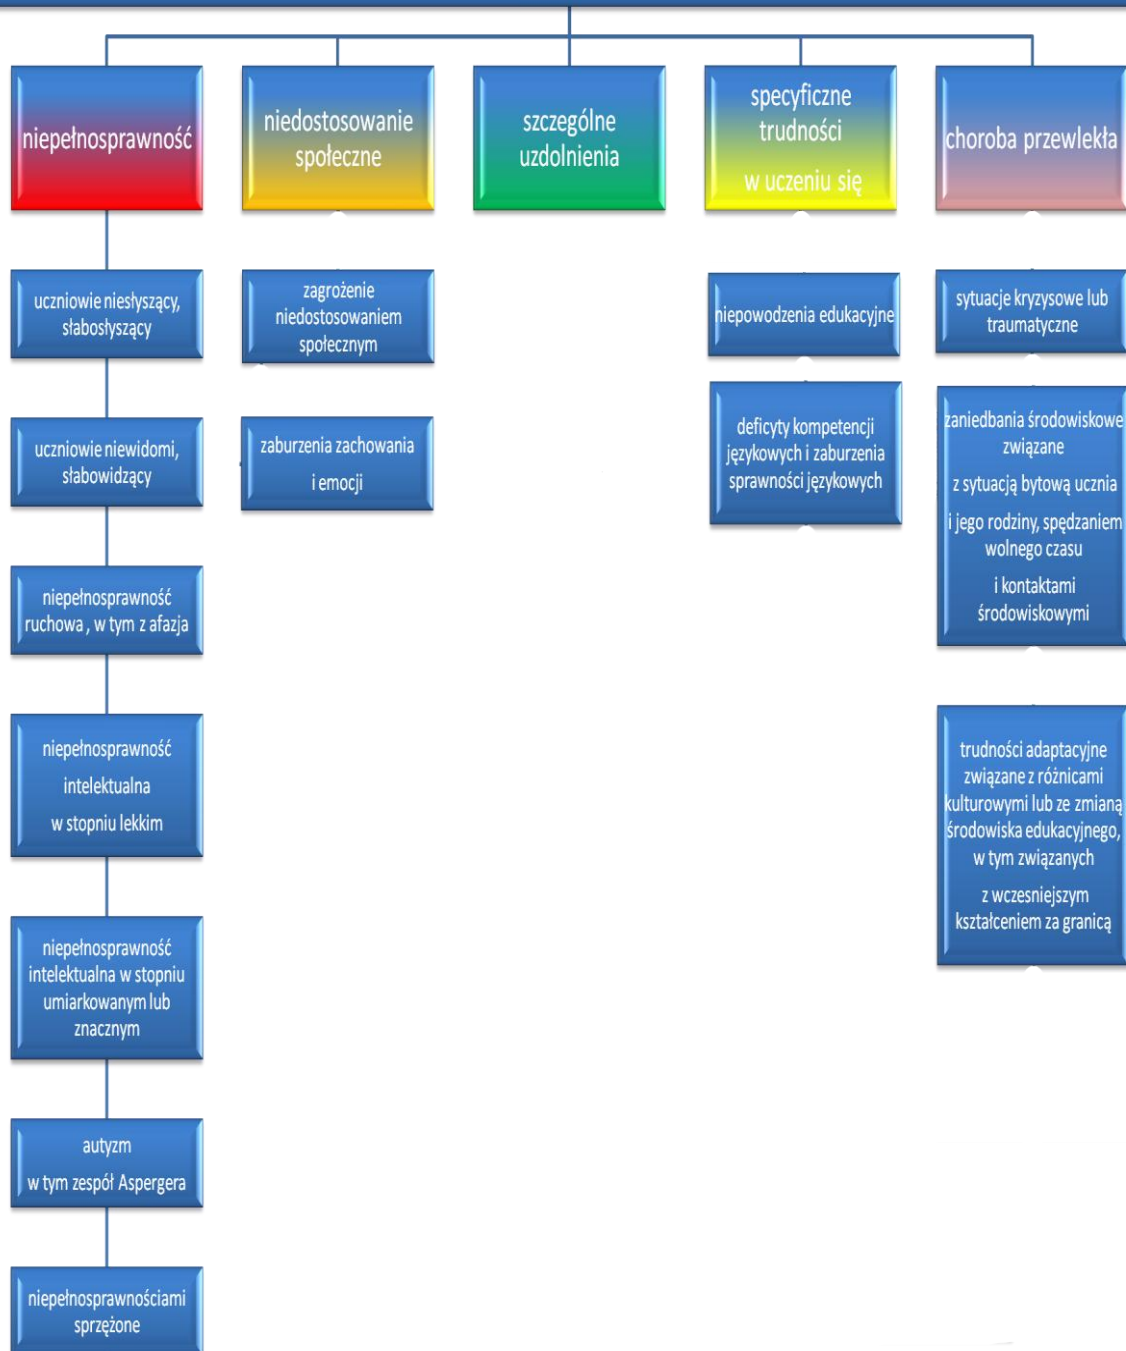 niepełnosprawność
niedostosowanie
społeczne
szczególne
uzdolnienia
specyficzne
trudności
w uczeniu się
choroba przewlekła
uczniowie niesłyszący,
słabosłyszący
uczniowie niewidomi,
słabowidzący
niepełnosprawność
ruchowa , w tym z afazja
niepełnosprawność
intelektualna
w stopniu lekkim
niepełnosprawność
intelektualna w stopniu
umiarkowanym lub
znacznym
autyzm
w tym zespół Aspergera
niepełnosprawnościami
sprzężone
zagrożenie
niedostosowaniem
społecznym
zaburzenia zachowania
i emocji
niepowodzenia edukacyjne
deficyty kompetencji
językowych i zaburzenia
sprawności językowych
sytuacje kryzysowe lub
traumatyczne
zaniedbania środowiskowe
związane
z sytuacją bytową ucznia
i jego rodziny, spędzaniem
wolnego czasu
i kontaktami
środowiskowymi
trudności adaptacyjne
związane z różnicami
kulturowymi lub ze zmianą
środowiska edukacyjnego,
w tym związanych
z wczesniejszym
kształceniem za granicą